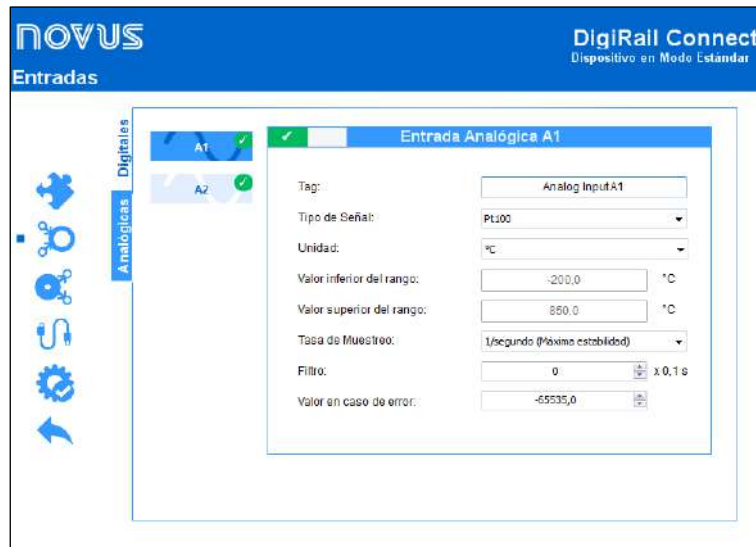 NOVUS
DigiRail Connect
Dispositivo en Modo Estándar
Entradas
Digitales
Analógicas
A1
A2
Entrada Analógica A1
Tag: Analog Input A1
Tipo de Señal: Pt100
Unidad: °C
Valor inferior del rango: -200,0 °C
Valor superior del rango: 850,0 °C
Tasa de Muestreo: 1/segundo (Máxima estabilidad)
Filtro: 0 x 0,1 s
Valor en caso de error: -65535,0